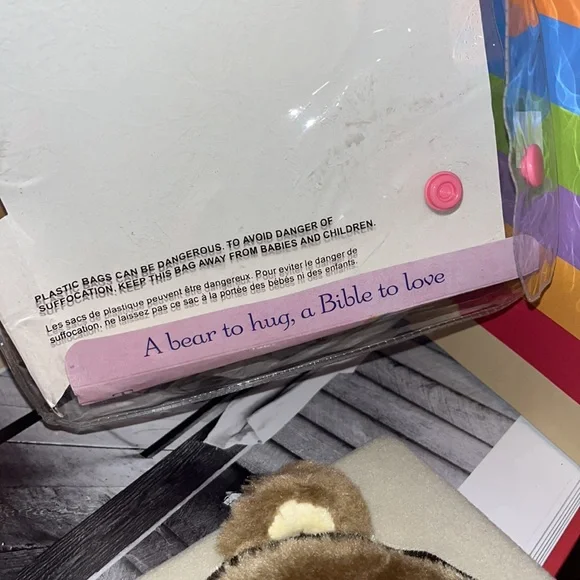 PLASTIC BAGS CAN BE DANGEROUS. TO AVOID DANGER OF
SUFFOCATION. KEEP THIS BAG AWAY FROM BABIES AND CHILDREN.
Les sacs de plastique peuvent être dangereux. Pour eviter le danger de
suffocation, ne laissez pas ce sac à la portée des bébés ni des enfants.
A bear to hug, a Bible to love